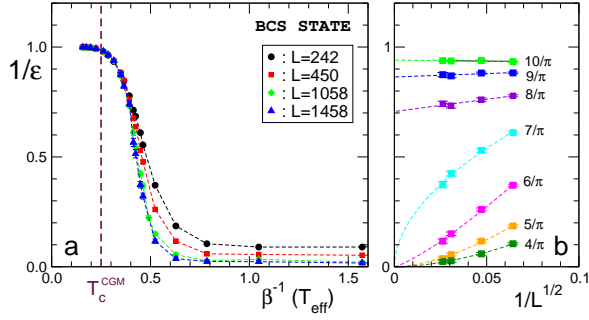 BCS STATE
: L=242
: L=450
: L=1058
: L=1458
1/ε
1.0
0.5
0.0
a
0.0
0.5
1.0
1.5
T_c^CGM
β^-1 (T_eff)
10/π
9/π
8/π
7/π
6/π
5/π
4/π
b
0
0.05
0.1
1/L^1/2